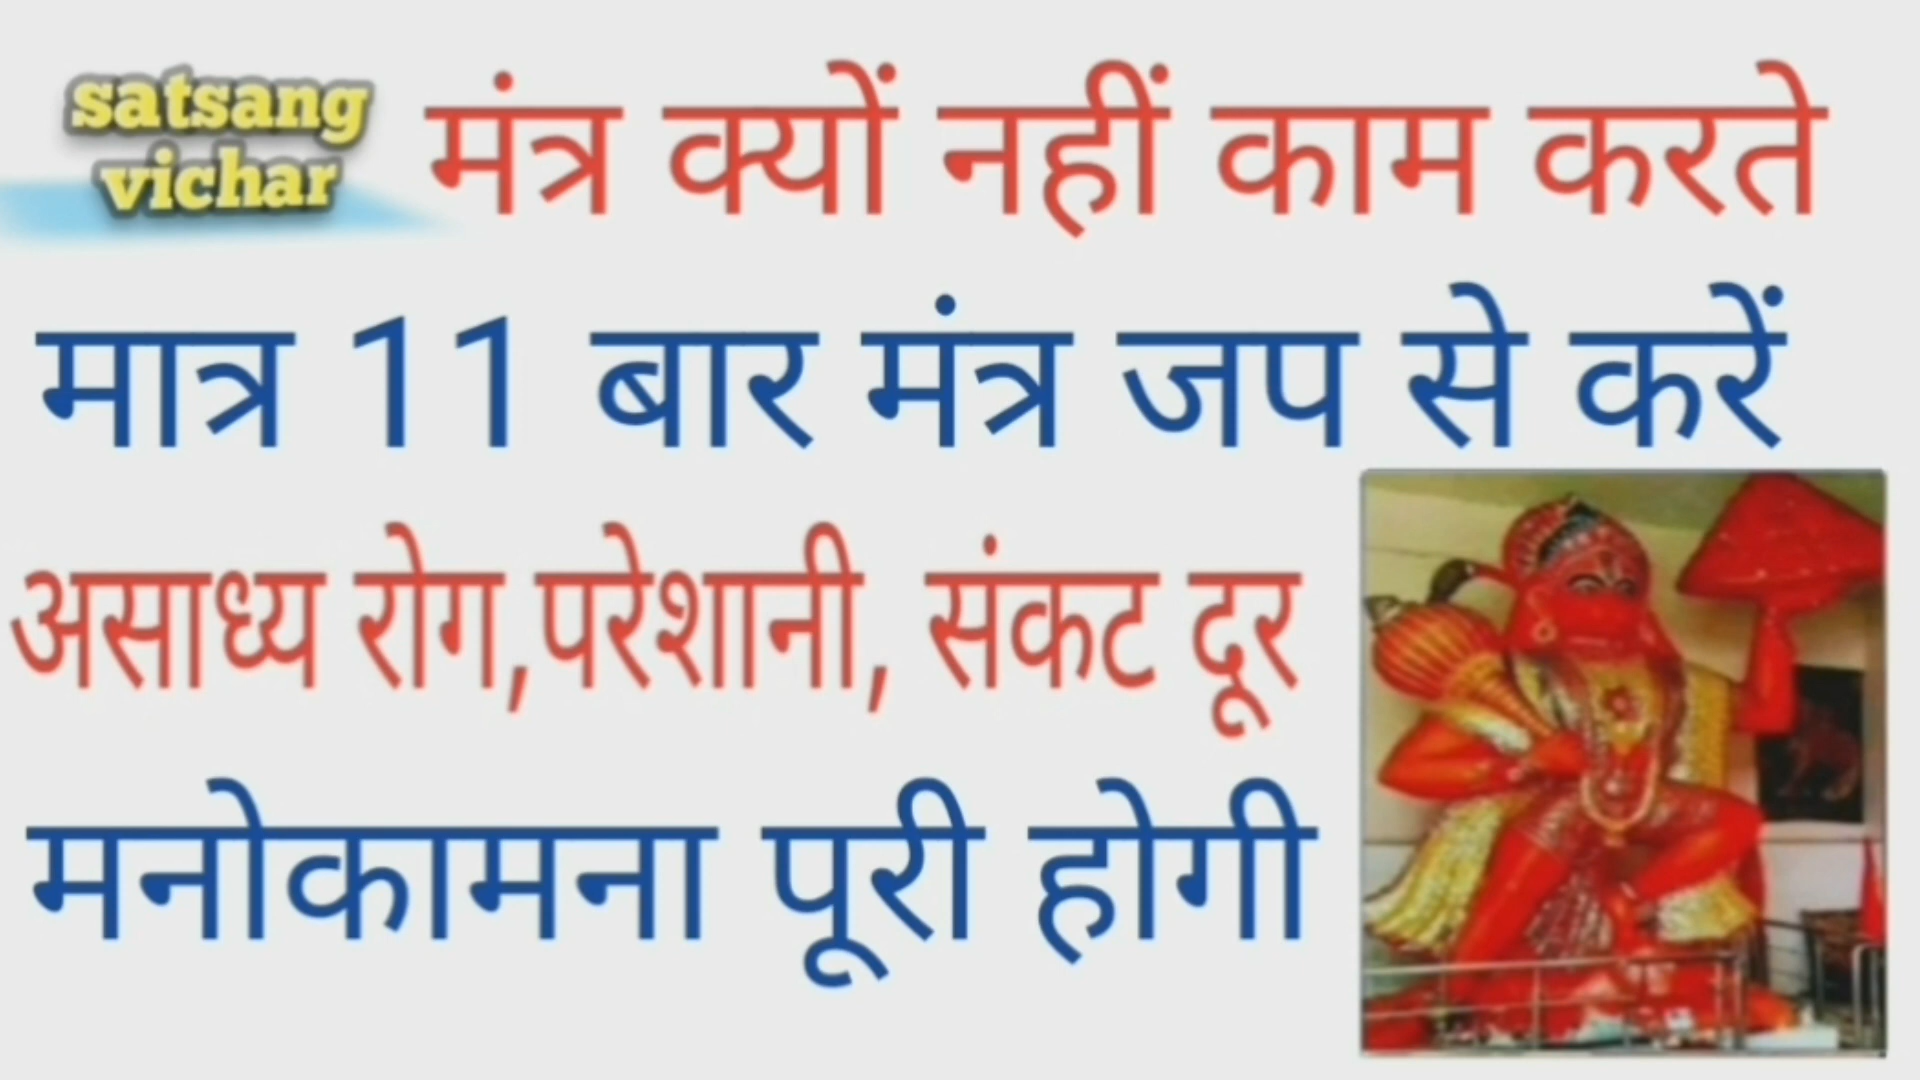 satsang
vichar
मंत्र क्यों नहीं काम करते
मात्र 11 बार मंत्र जप से करें
असाध्य रोग,परेशानी, संकट दूर
मनोकामना पूरी होगी